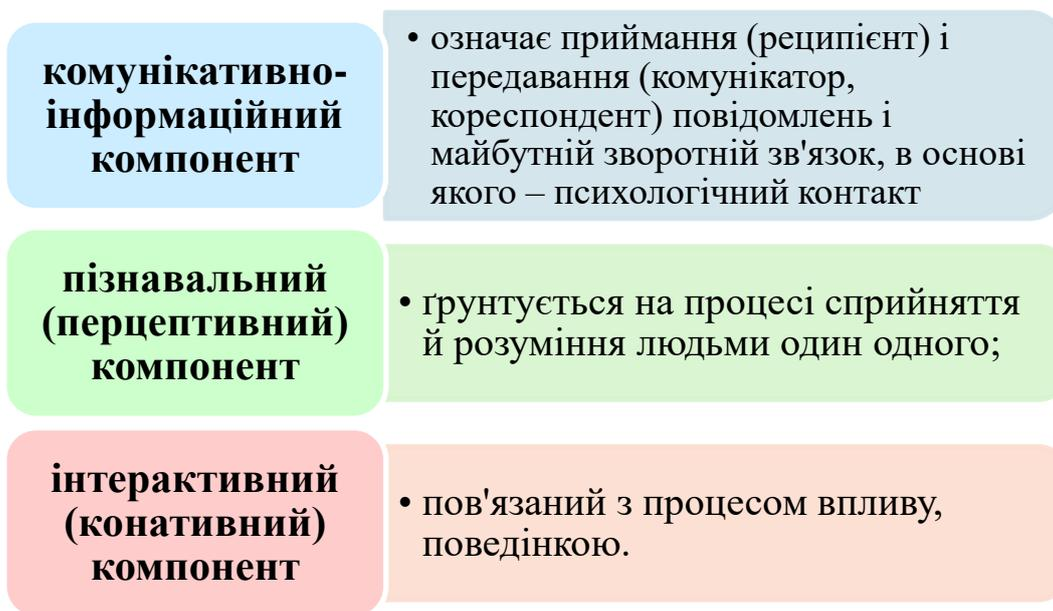 комунікативно-
інформаційний
компонент
• означає приймання (реципієнт) і
передавання (комунікатор,
кореспондент) повідомлень і
майбутній зворотній зв'язок, в основі
якого – психологічний контакт
пізнавальний
(перцептивний)
компонент
• ґрунтується на процесі сприйняття
й розуміння людьми один одного;
інтерактивний
(конативний)
компонент
• пов'язаний з процесом впливу,
поведінкою.